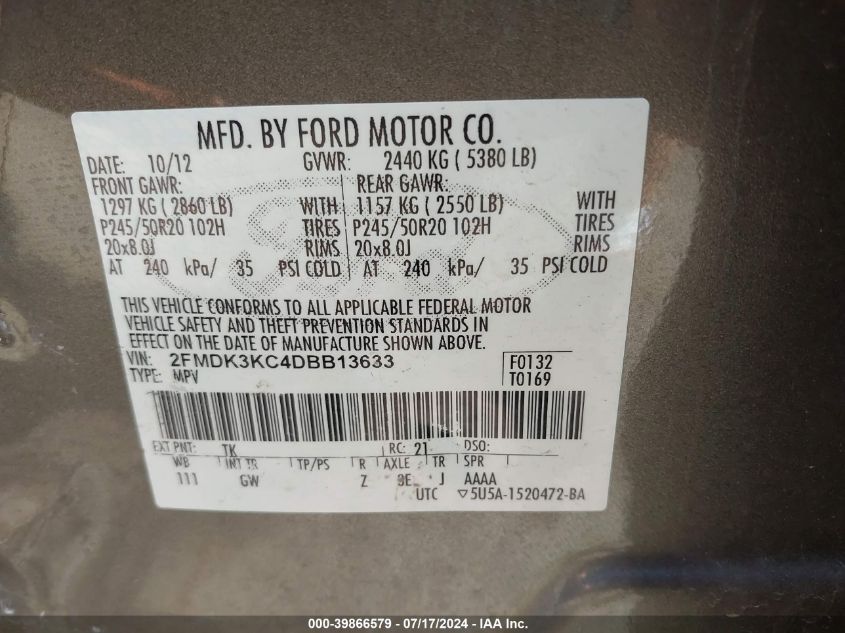 MFD. BY FORD MOTOR CO.
DATE: 10/12 GVWR: 2440 KG ( 5380 LB)
FRONT GAWR: REAR GAWR:
1297 KG ( 2860 LB) WITH 1157 KG ( 2550 LB) WITH
P245/50R20 102H TIRES P245/50R20 102H TIRES
20x8.0J RIMS 20x8.0J RIMS
AT 240 kPa/ 35 PSI COLD AT 240 kPa/ 35 PSI COLD
THIS VEHICLE CONFORMS TO ALL APPLICABLE FEDERAL MOTOR
VEHICLE SAFETY AND THEFT PREVENTION STANDARDS IN
EFFECT ON THE DATE OF MANUFACTURE SHOWN ABOVE.
VIN: 2FMDK3KC4DBB13633 F0132
TYPE: MPV T0169
EXT PNT: TK RC: 21 DSO:
WB INT TR TP/PS R AXLE TR SPR
111 GW Z 3E J AAAA
UTC ▽5U5A-1520472-BA
000-39866579 / 07/17/2024 / Copyright 2024 IAA, Inc.